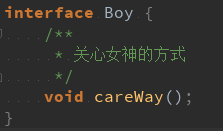 interface Boy {
/**
* 关心女神的方式
*/
void careWay();
}